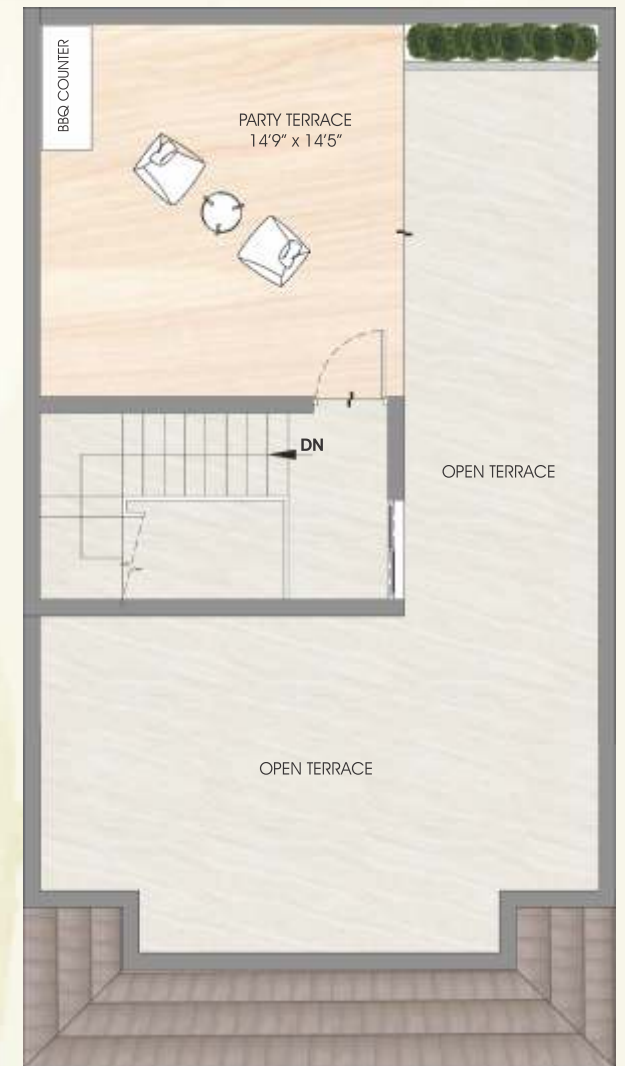 BBQ COUNTER
PARTY TERRACE
14'9" x 14'5"
DN
OPEN TERRACE
OPEN TERRACE